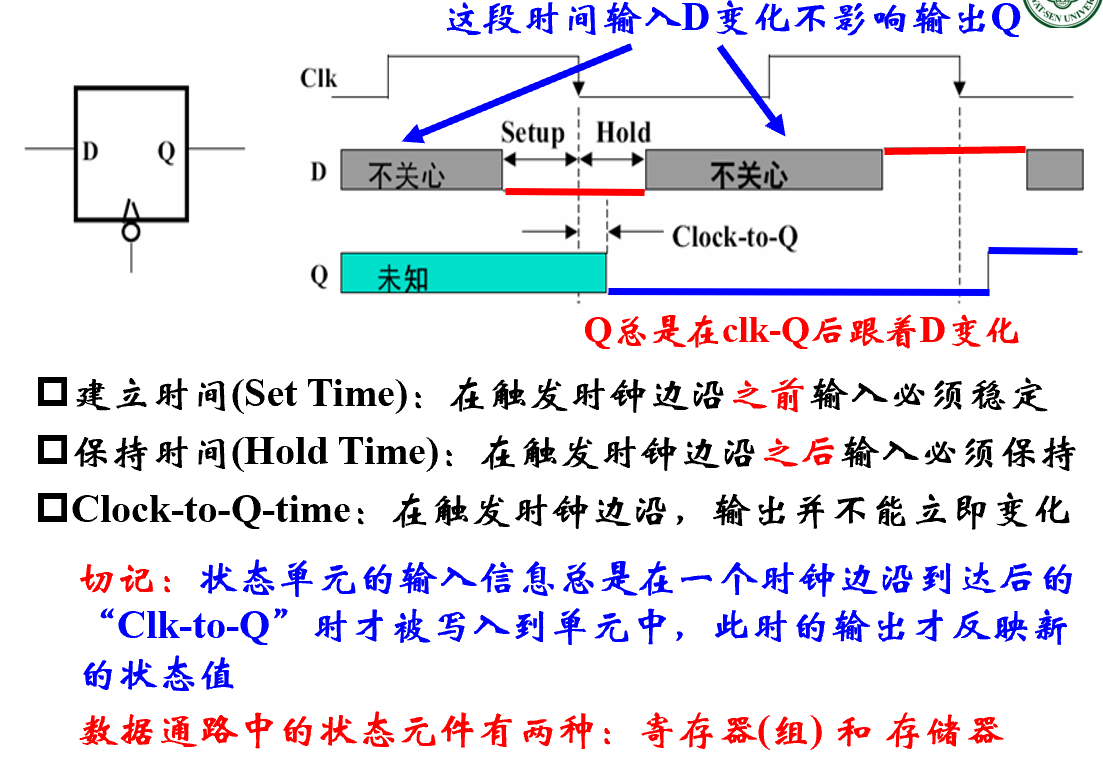 这段时间输入D变化不影响输出Q
Clk
Setup Hold
D Q
D 不关心 不关心
Clock-to-Q
Q 未知
Q总是在clk-Q后跟着D变化
建立时间(Set Time)：在触发时钟边沿之前输入必须稳定
保持时间(Hold Time)：在触发时钟边沿之后输入必须保持
Clock-to-Q-time：在触发时钟边沿，输出并不能立即变化
切记：状态单元的输入信息总是在一个时钟边沿到达后的
“Clk-to-Q”时才被写入到单元中，此时的输出才反映新
的状态值
数据通路中的状态元件有两种：寄存器(组) 和 存储器